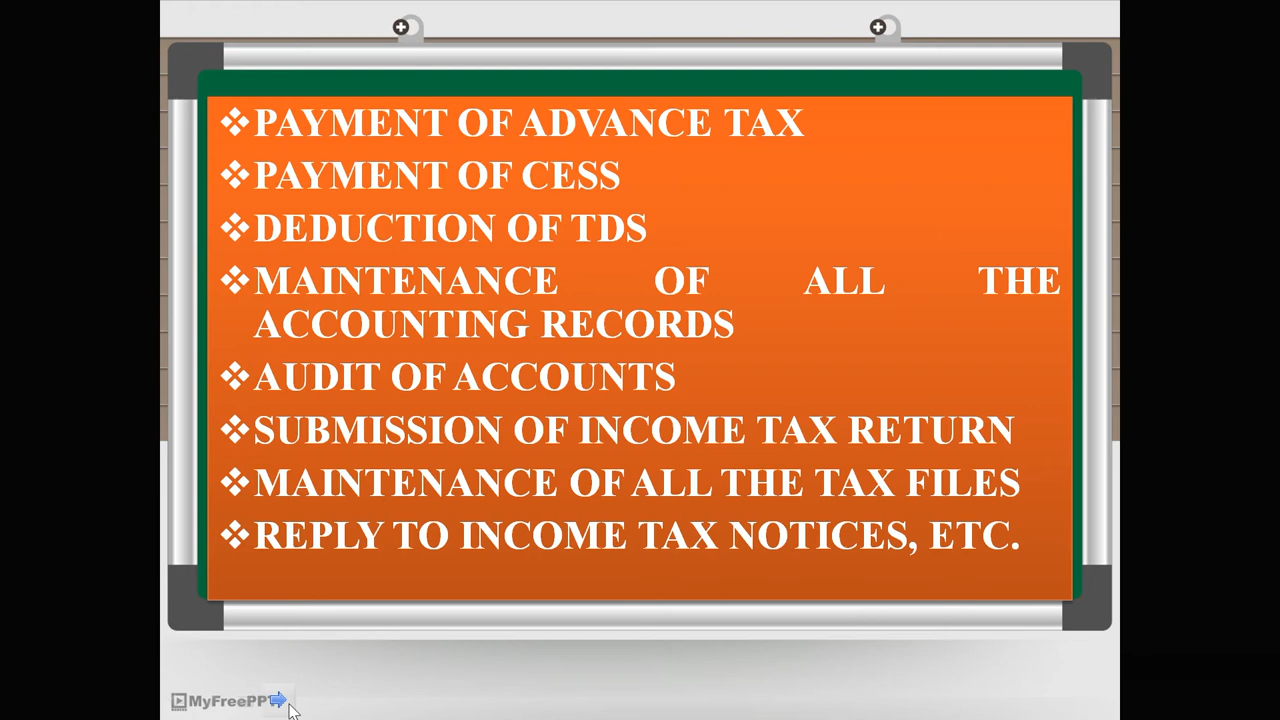 ❖PAYMENT OF ADVANCE TAX
❖PAYMENT OF CESS
❖DEDUCTION OF TDS
❖MAINTENANCE OF ALL THE
ACCOUNTING RECORDS
❖AUDIT OF ACCOUNTS
❖SUBMISSION OF INCOME TAX RETURN
❖MAINTENANCE OF ALL THE TAX FILES
❖REPLY TO INCOME TAX NOTICES, ETC.
MyFreePP